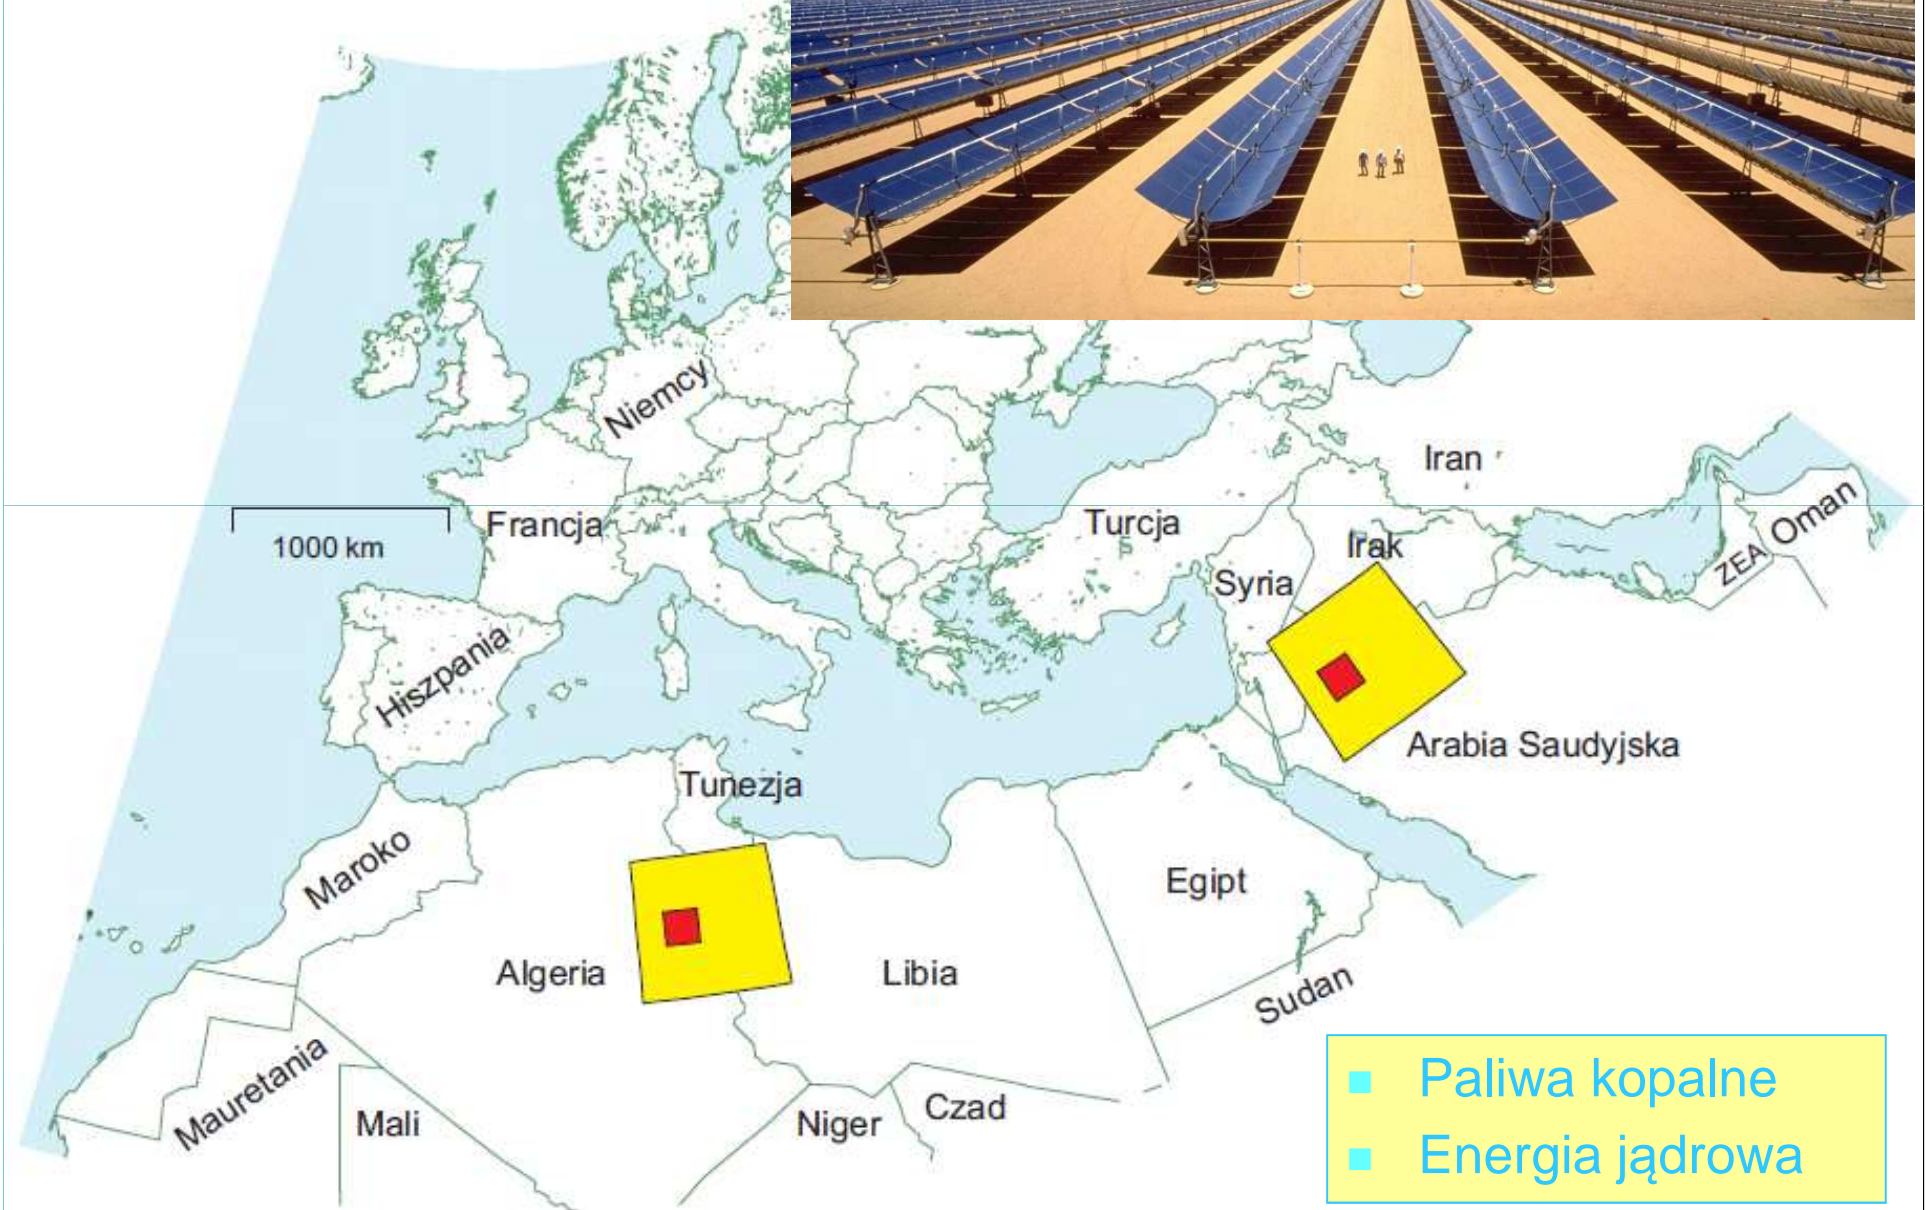 Niemcy
Iran
Francja
1000 km
Turcja
Irak
Oman
ZEA
Syria
Hiszpania
Arabia Saudyjska
Tunezja
Maroko
Egipt
Algeria
Libia
Sudan
Mauretania
Mali
Niger
Czad
Paliwa kopalne
Energia jądrowa